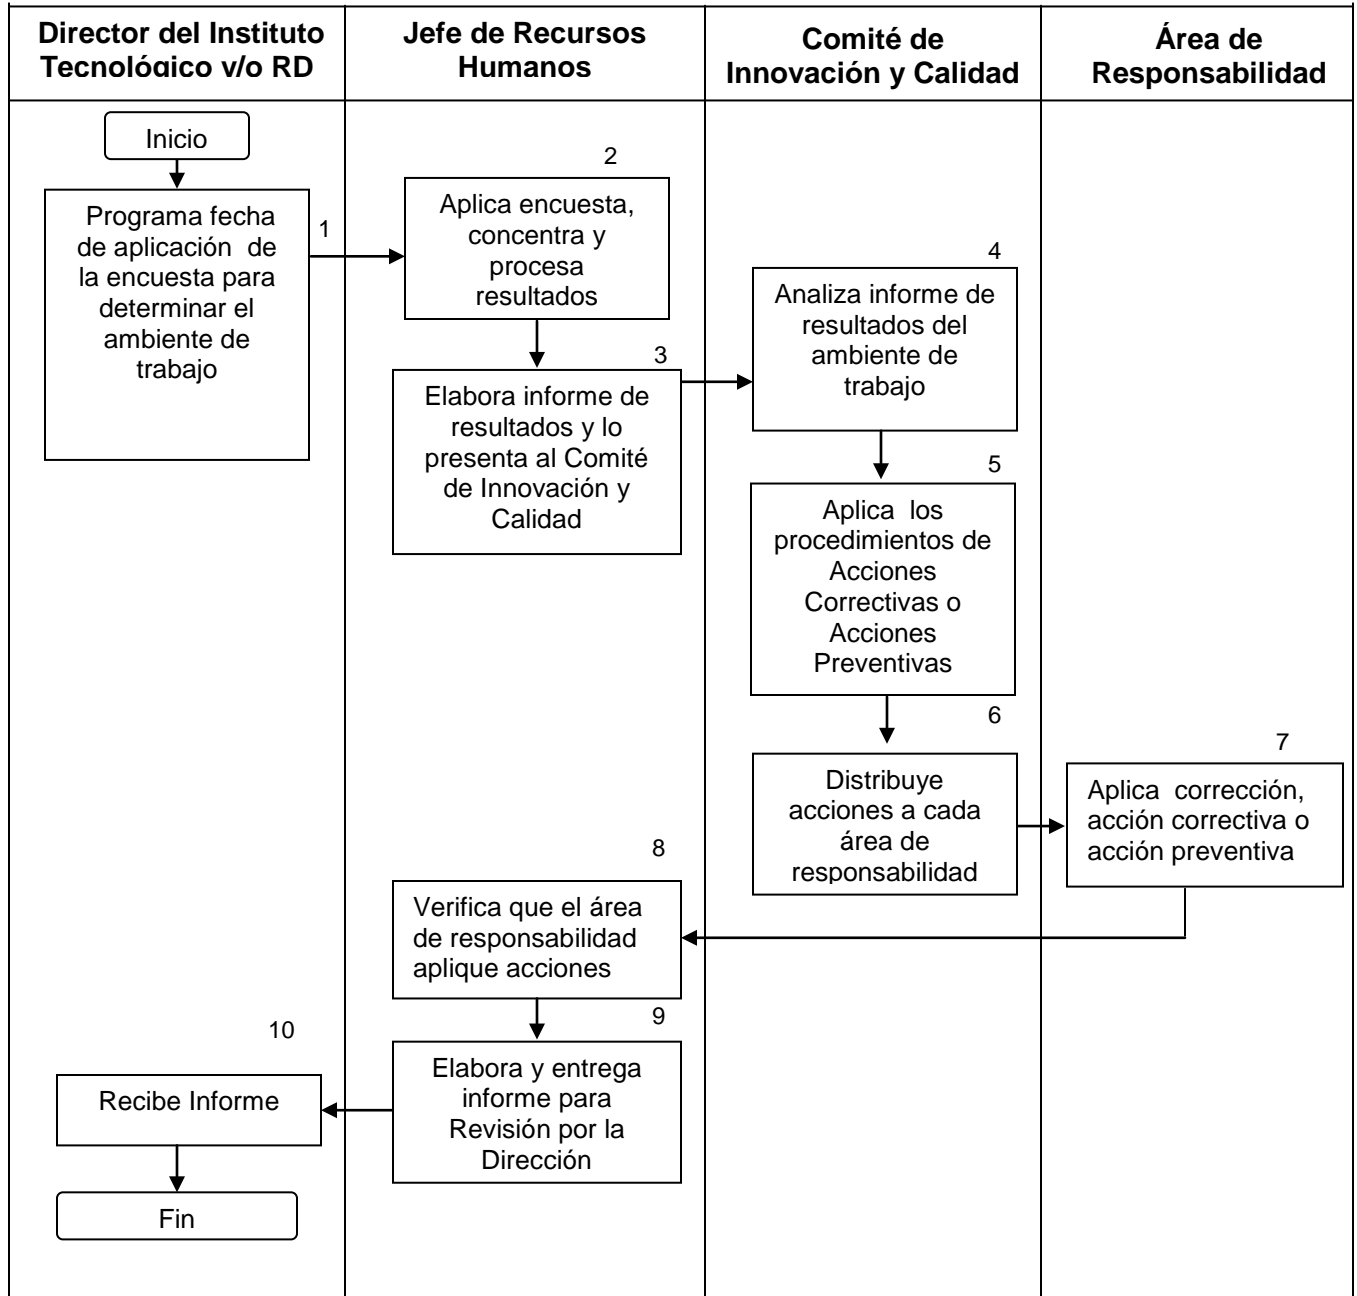 Director del Instituto
Tecnológico y/o RD
Jefe de Recursos
Humanos
Comité de
Innovación y Calidad
Área de
Responsabilidad
Inicio
1
Programa fecha
de aplicación de
la encuesta para
determinar el
ambiente de
trabajo
2
Aplica encuesta,
concentra y
procesa
resultados
3
Elabora informe de
resultados y lo
presenta al Comité
de Innovación y
Calidad
4
Analiza informe de
resultados del
ambiente de
trabajo
5
Aplica los
procedimientos de
Acciones
Correctivas o
Acciones
Preventivas
6
Distribuye
acciones a cada
área de
responsabilidad
7
Aplica corrección,
acción correctiva o
acción preventiva
8
Verifica que el área
de responsabilidad
aplique acciones
9
Elabora y entrega
informe para
Revisión por la
Dirección
10
Recibe Informe
Fin